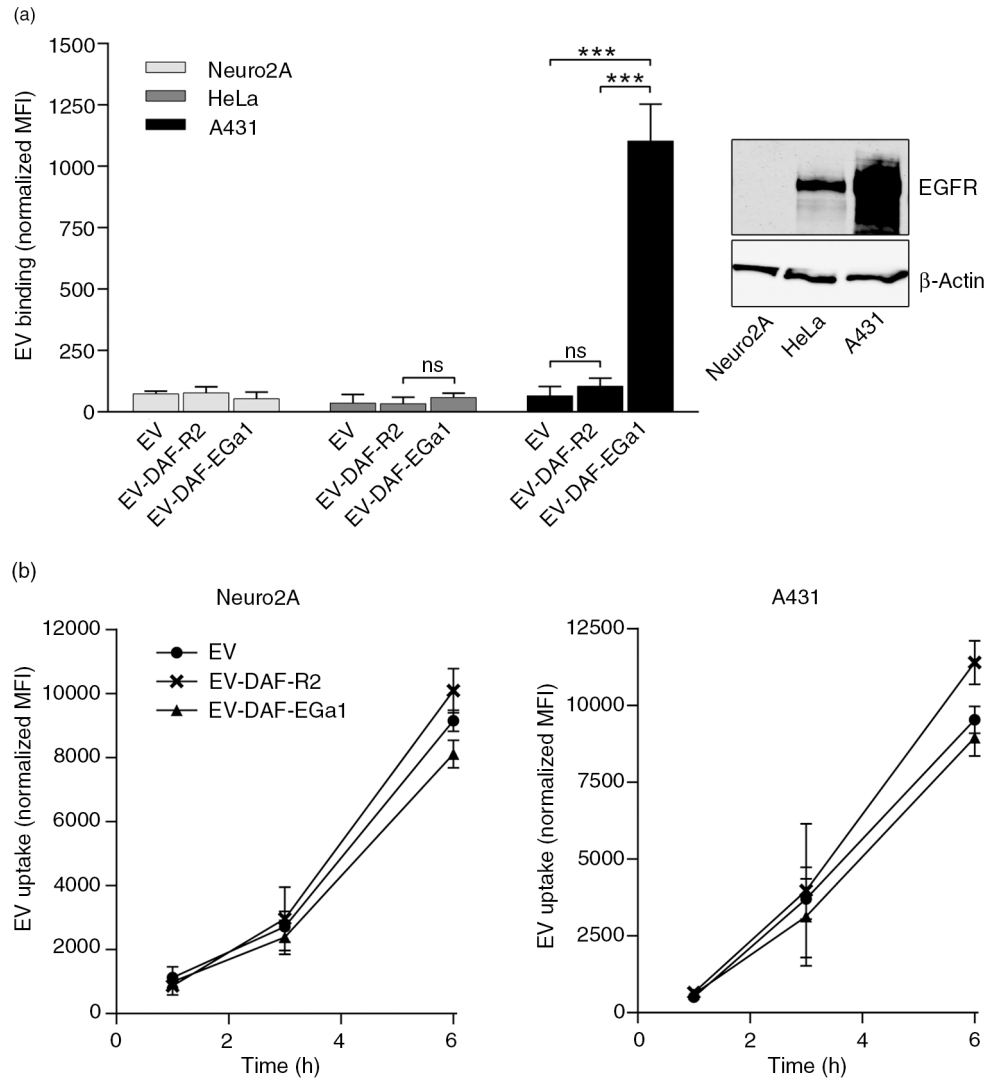 (a)
1500
1250
1000
750
500
250
0
EV binding (normalized MFI)
Neuro2A
HeLa
A431
ns
ns
***
***
EV
EV-DAF-R2
EV-DAF-EGa1
EV
EV-DAF-R2
EV-DAF-EGa1
EV
EV-DAF-R2
EV-DAF-EGa1
EGFR
β-Actin
Neuro2A
HeLa
A431
(b)
Neuro2A
12000
10000
8000
6000
4000
2000
0
EV uptake (normalized MFI)
EV
EV-DAF-R2
EV-DAF-EGa1
0 2 4 6
Time (h)
A431
12500
10000
7500
5000
2500
0
EV uptake (normalized MFI)
0 2 4 6
Time (h)